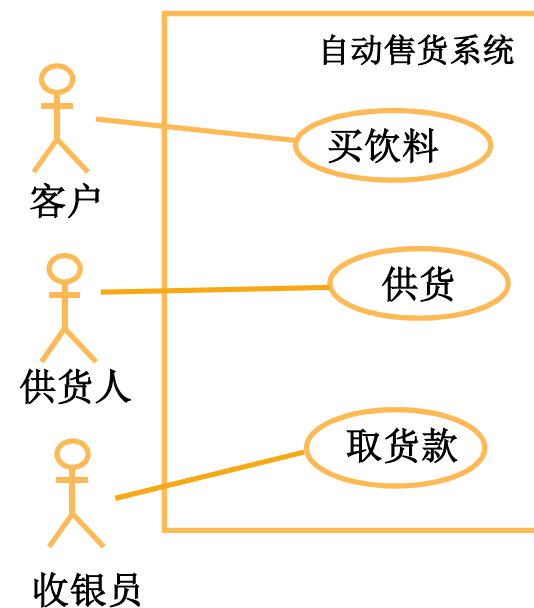 自动售货系统
买饮料
客户
供货
供货人
取货款
收银员